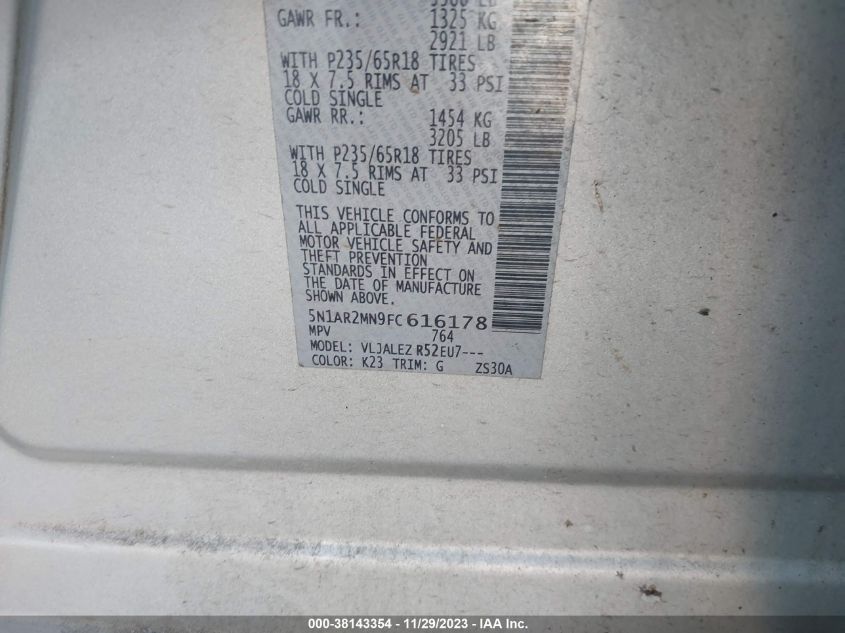 GAWR FR.: 1325 KG
2921 LB
WITH P235/65R18 TIRES
18 X 7.5 RIMS AT 33 PSI
COLD SINGLE
GAWR RR.: 1454 KG
3205 LB
WITH P235/65R18 TIRES
18 X 7.5 RIMS AT 33 PSI
COLD SINGLE
THIS VEHICLE CONFORMS TO
ALL APPLICABLE FEDERAL
MOTOR VEHICLE SAFETY AND
THEFT PREVENTION
STANDARDS IN EFFECT ON
THE DATE OF MANUFACTURE
SHOWN ABOVE.
5N1AR2MN9FC616178
MPV 764
MODEL: VLJALEZ R52EU7---
COLOR: K23 TRIM: G ZS30A
000-38143354 - 11/29/2023 - IAA Inc.